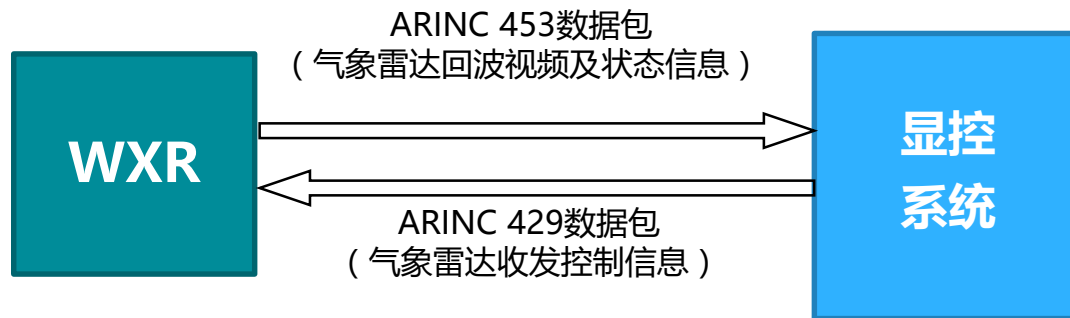 ARINC 453数据包
（气象雷达回波视频及状态信息）
WXR
显控
系统
ARINC 429数据包
（气象雷达收发控制信息）